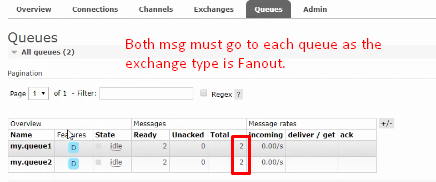 Overview Connections Channels Exchanges Queues Admin
Queues
All queues (2)
Both msg must go to each queue as the
exchange type is Fanout.
Pagination
Page 1 of 1 - Filter: Regex ?
Overview Messages Message rates +/-
Name Features State Ready Unacked Total incoming deliver / get ack
my.queue1 D idle 2 0 2 0.00/s
my.queue2 D idle 2 0 2 0.00/s